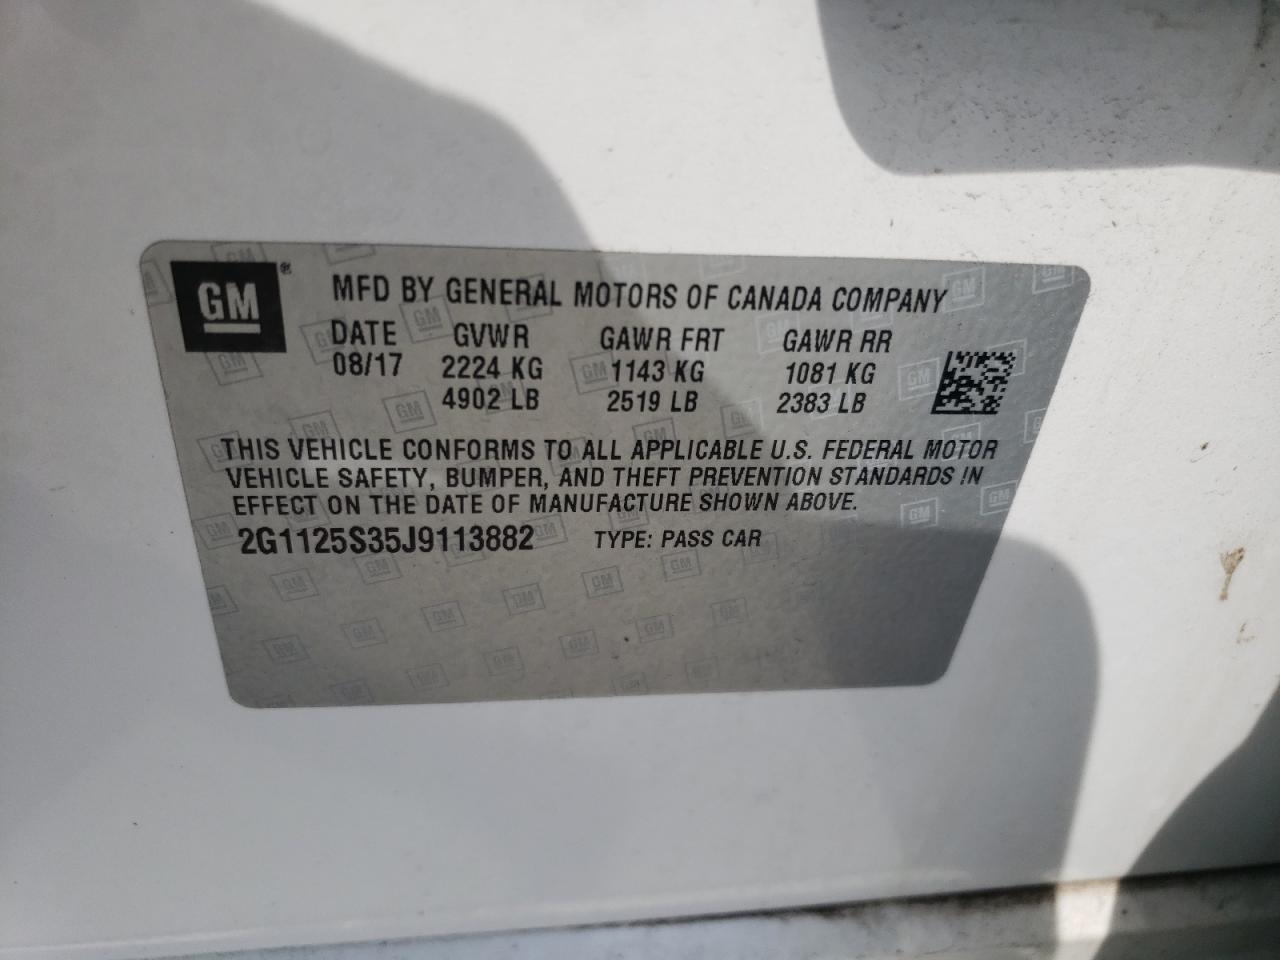 GM ® MFD BY GENERAL MOTORS OF CANADA COMPANY
DATE GVWR GAWR FRT GAWR RR
08/17 2224 KG 1143 KG 1081 KG
4902 LB 2519 LB 2383 LB
THIS VEHICLE CONFORMS TO ALL APPLICABLE U.S. FEDERAL MOTOR
VEHICLE SAFETY, BUMPER, AND THEFT PREVENTION STANDARDS IN
EFFECT ON THE DATE OF MANUFACTURE SHOWN ABOVE.
2G1125S35J9113882 TYPE: PASS CAR